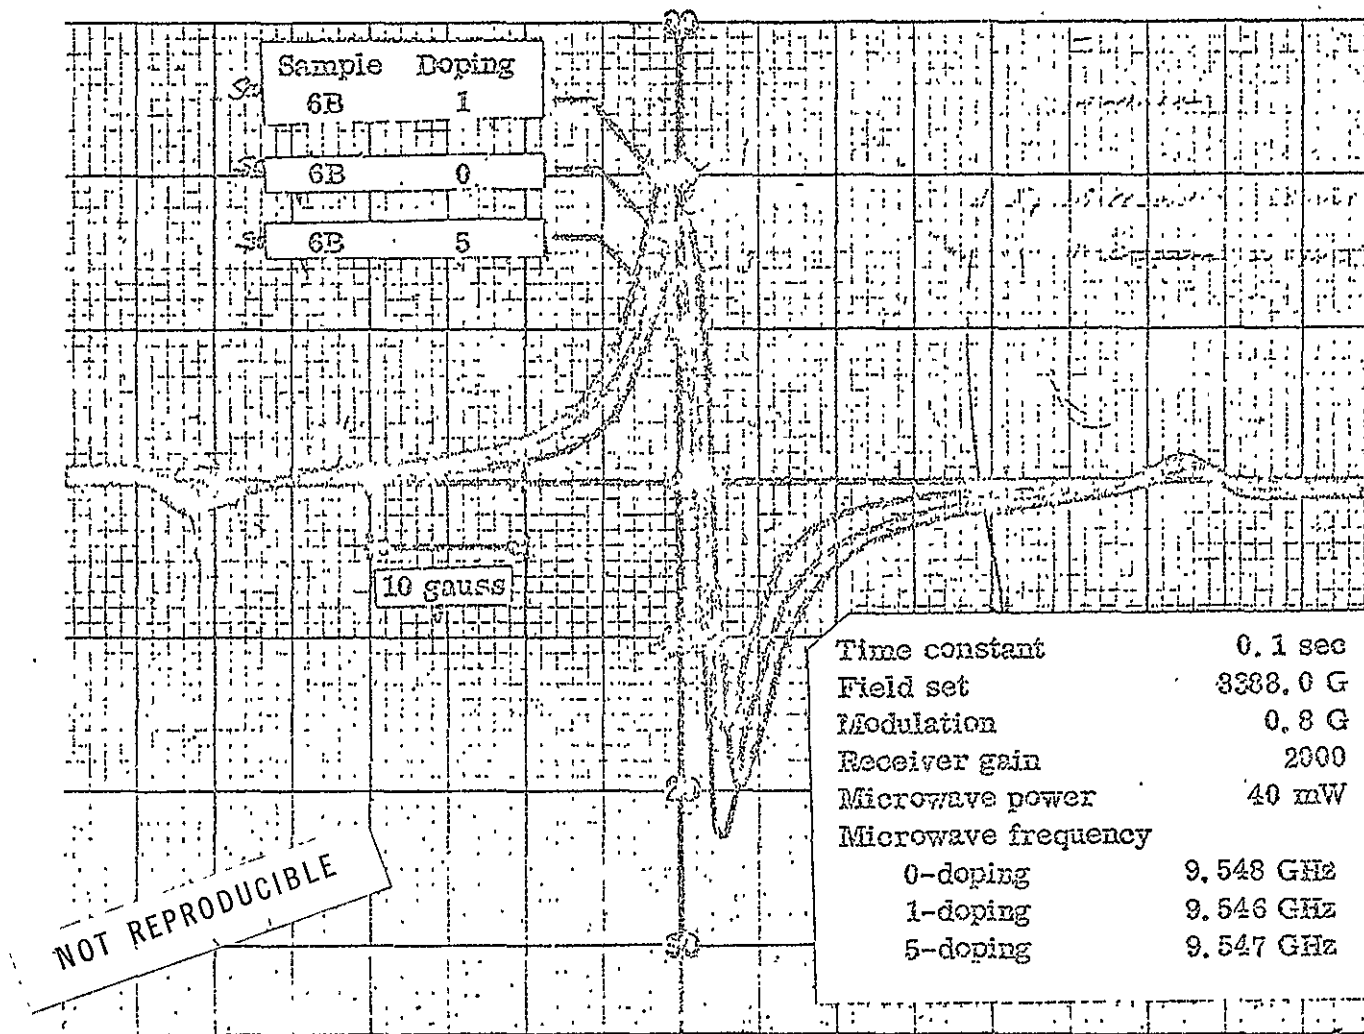 Sample Doping
6B 1
6B 0
6B 5
10 gauss
Time constant 0.1 sec
Field set 3388.0 G
Modulation 0.8 G
Receiver gain 2000
Microwave power 40 mW
Microwave frequency
0-doping 9.548 GHz
1-doping 9.546 GHz
5-doping 9.547 GHz
NOT REPRODUCIBLE